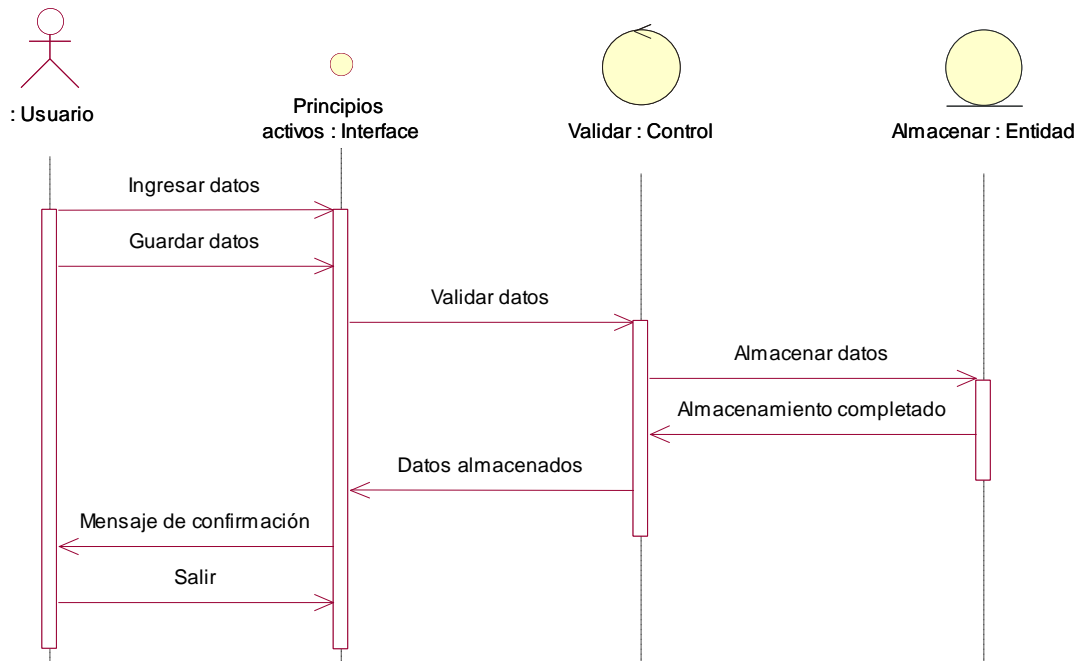 : Usuario
Principios
activos : Interface
Validar : Control
Almacenar : Entidad
Ingresar datos
Guardar datos
Validar datos
Almacenar datos
Almacenamiento completado
Datos almacenados
Mensaje de confirmación
Salir